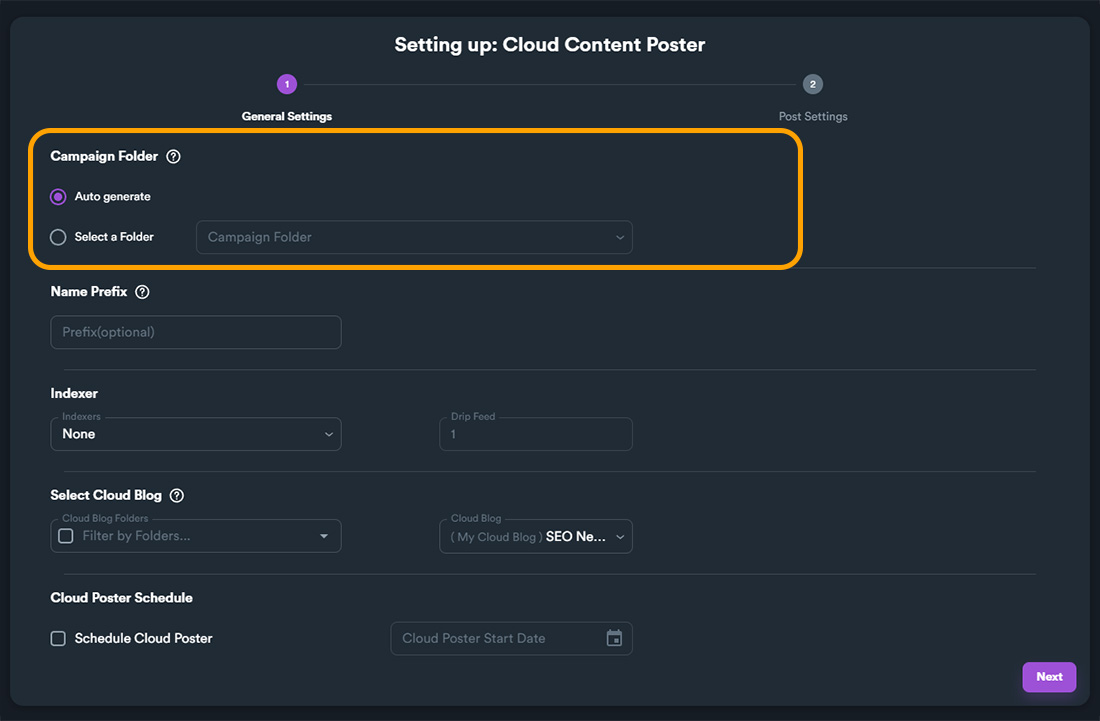 Setting up: Cloud Content Poster
1
2
General Settings
Post Settings
Campaign Folder ?
Auto generate
Select a Folder
Campaign Folder
Name Prefix ?
Prefix(optional)
Indexer
Indexers
None
Drip Feed
1
Select Cloud Blog ?
Cloud Blog Folders
Filter by Folders...
Cloud Blog
( My Cloud Blog ) SEO Ne...
Cloud Poster Schedule
Schedule Cloud Poster
Cloud Poster Start Date
Next